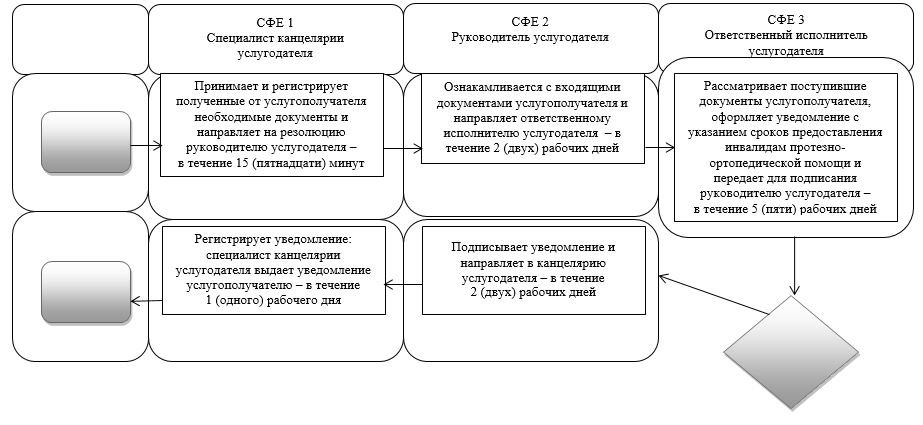 СФЕ 1
Специалист канцелярии
услугодателя
СФЕ 2
Руководитель услугодателя
СФЕ 3
Ответственный исполнитель
услугодателя
Принимает и регистрирует
полученные от услугополучателя
необходимые документы и
направляет на резолюцию
руководителю услугодателя –
в течение 15 (пятнадцати) минут
Ознакамливается с входящими
документами услугополучателя и
направляет ответственному
исполнителю услугодателя – в
течение 2 (двух) рабочих дней
Рассматривает поступившие
документы услугополучателя,
оформляет уведомление с
указанием сроков предоставления
инвалидам протезно-
ортопедической помощи и
передает для подписания
руководителю услугодателя –
в течение 5 (пяти) рабочих дней
Регистрирует уведомление:
специалист канцелярии
услугодателя выдает уведомление
услугополучателю – в течение
1 (одного) рабочего дня
Подписывает уведомление и
направляет в канцелярию
услугодателя – в течение
2 (двух) рабочих дней